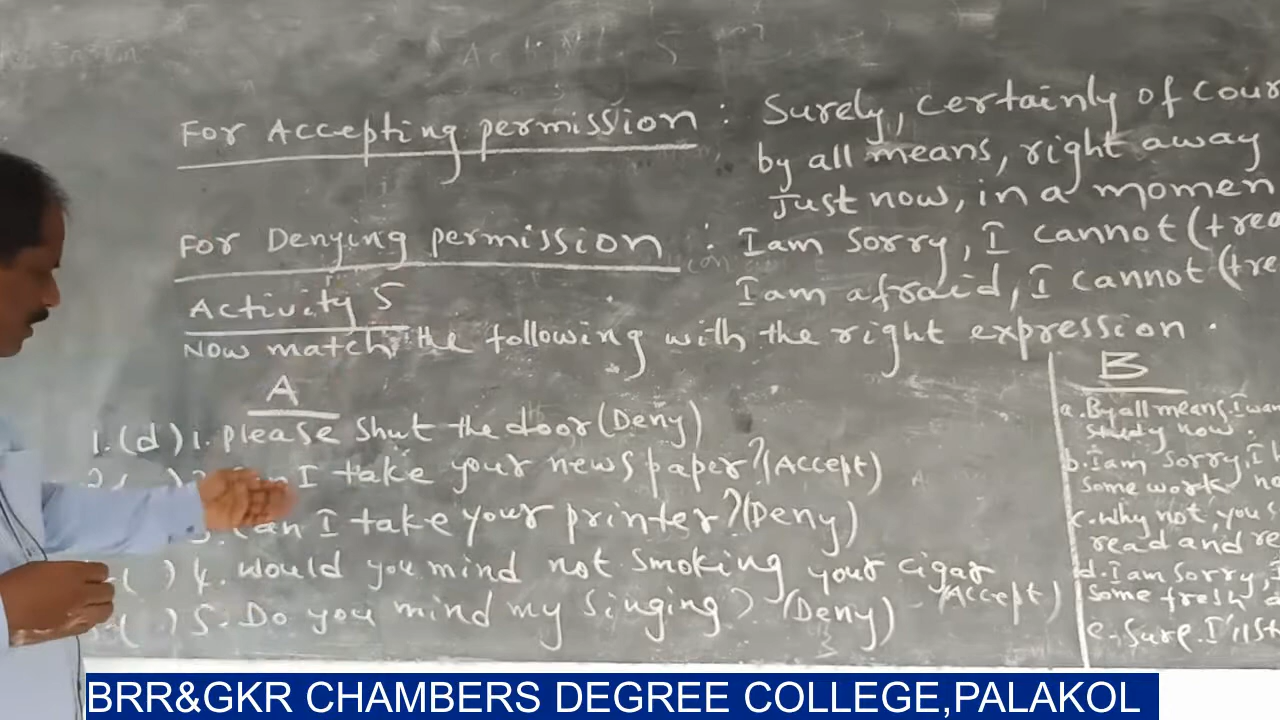 For Accepting permission : Surely, certainly of cour
by all means, right away
Just now, in a momen
For Denying permission : I am sorry, I cannot (+rea
I am afraid, I cannot (+re
Activity 5
Now match the following with the right expression.
A
1. (d) 1. please shut the door (Deny)
2. ( ) I take your newspaper? (Accept)
3. Can I take your printer? (Deny)
( ) 4. Would you mind not smoking your cigar (Accept)
( ) 5. Do you mind my singing? (Deny)
B
a. By all means. I wan
study now.
b. I am sorry, I h
some work no
c. Why not, you s
read and re
d. I am sorry, I
some fresh a
e. Sure. I'll st
BRR&GKR CHAMBERS DEGREE COLLEGE,PALAKOL